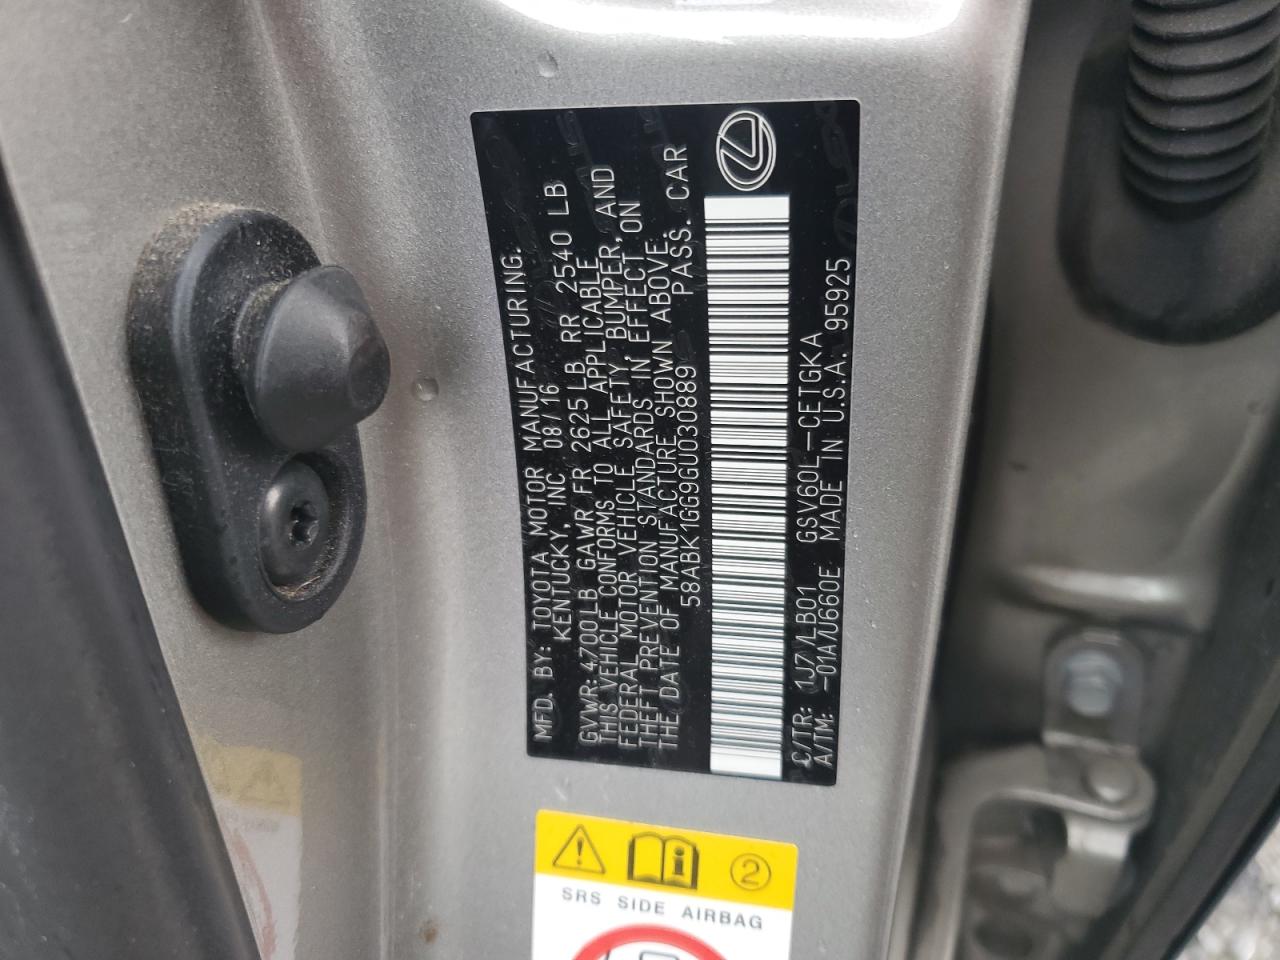 MFD. BY: TOYOTA MOTOR MANUFACTURING.
KENTUCKY, INC 08/16
GVWR: 4700LB GAWR FR 2625LB RR 2540 LB
THIS VEHICLE CONFORMS TO ALL APPLICABLE
FEDERAL MOTOR VEHICLE SAFETY, BUMPER, AND
THEFT PREVENTION STANDARDS IN EFFECT ON
THE DATE OF MANUFACTURE SHOWN ABOVE.
58ABK1GG9GU030889 PASS. CAR
C/TR: 1J7/LB01 GSV60L-CETGKA
A/TM: -01A/U660E MADE IN U.S.A. 95925
2
SRS SIDE AIRBAG